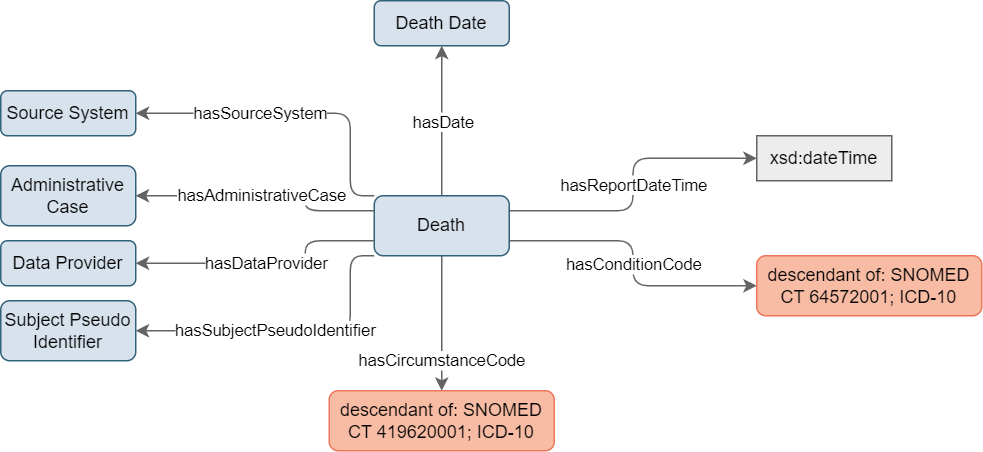 Death Date
Source System
hasSourceSystem
hasDate
xsd:dateTime
hasReportDateTime
Administrative
Case
hasAdministrativeCase
Death
Data Provider
hasDataProvider
hasConditionCode
descendant of: SNOMED
CT 64572001; ICD-10
Subject Pseudo
Identifier
hasSubjectPseudoIdentifier
hasCircumstanceCode
descendant of: SNOMED
CT 419620001; ICD-10